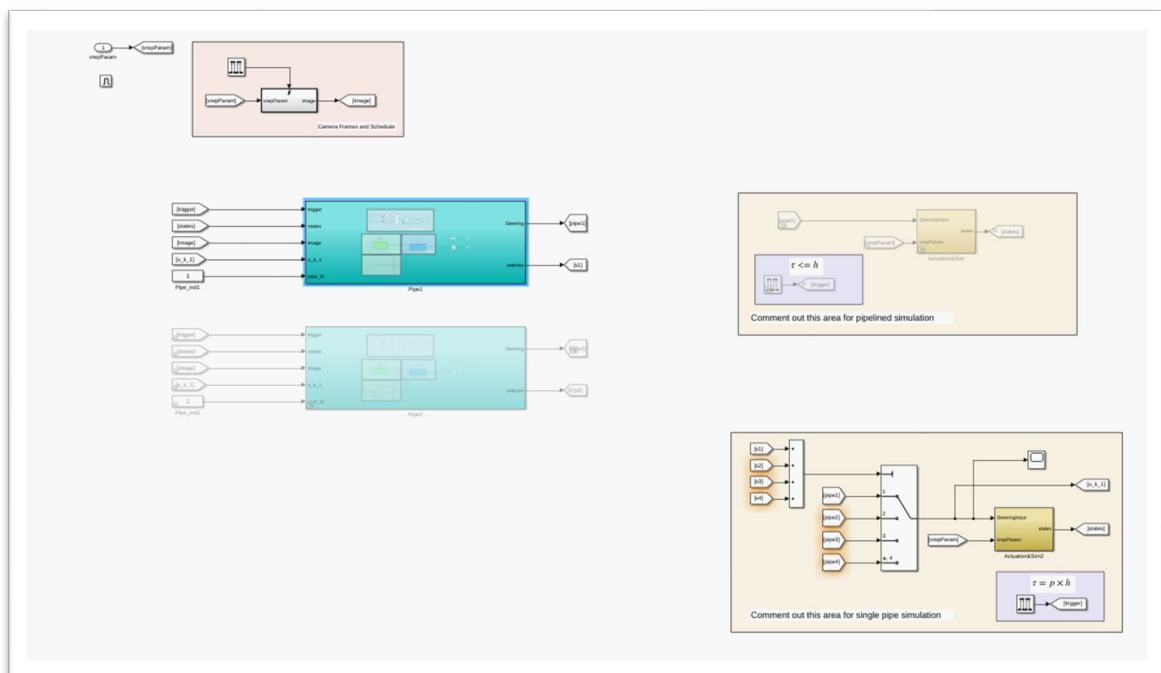 1
[vrepParam]
vrepParam
[vrepParam]
vrepParam
image
[image]
Camera Frames and Scheduler
[trigger]
[states]
[image]
[u_k_1]
1
Pipe_ind1
trigger
states
image
u_k_1
pipe_id
Steering
selector
[pipe1]
[s1]
Pipe1
[trigger]
[states]
[image]
[u_k_1]
2
Pipe_ind2
trigger
states
image
u_k_1
pipe_id
Steering
selector
[s2]
Pipe2
[pipe1]
[vrepParam]
SteeringInput
vrepParam
states
[states]
Actuation&Sim
τ <= h
[trigger]
Comment out this area for pipelined simulation
[s1]
[s2]
[s3]
[s4]
[pipe1]
[pipe2]
[pipe3]
[pipe4]
1
2
3
*, 4
[u_k_1]
SteeringInput
states
[states]
[vrepParam]
vrepParam
Actuation&Sim2
τ = p × h
[trigger]
Comment out this area for single pipe simulation